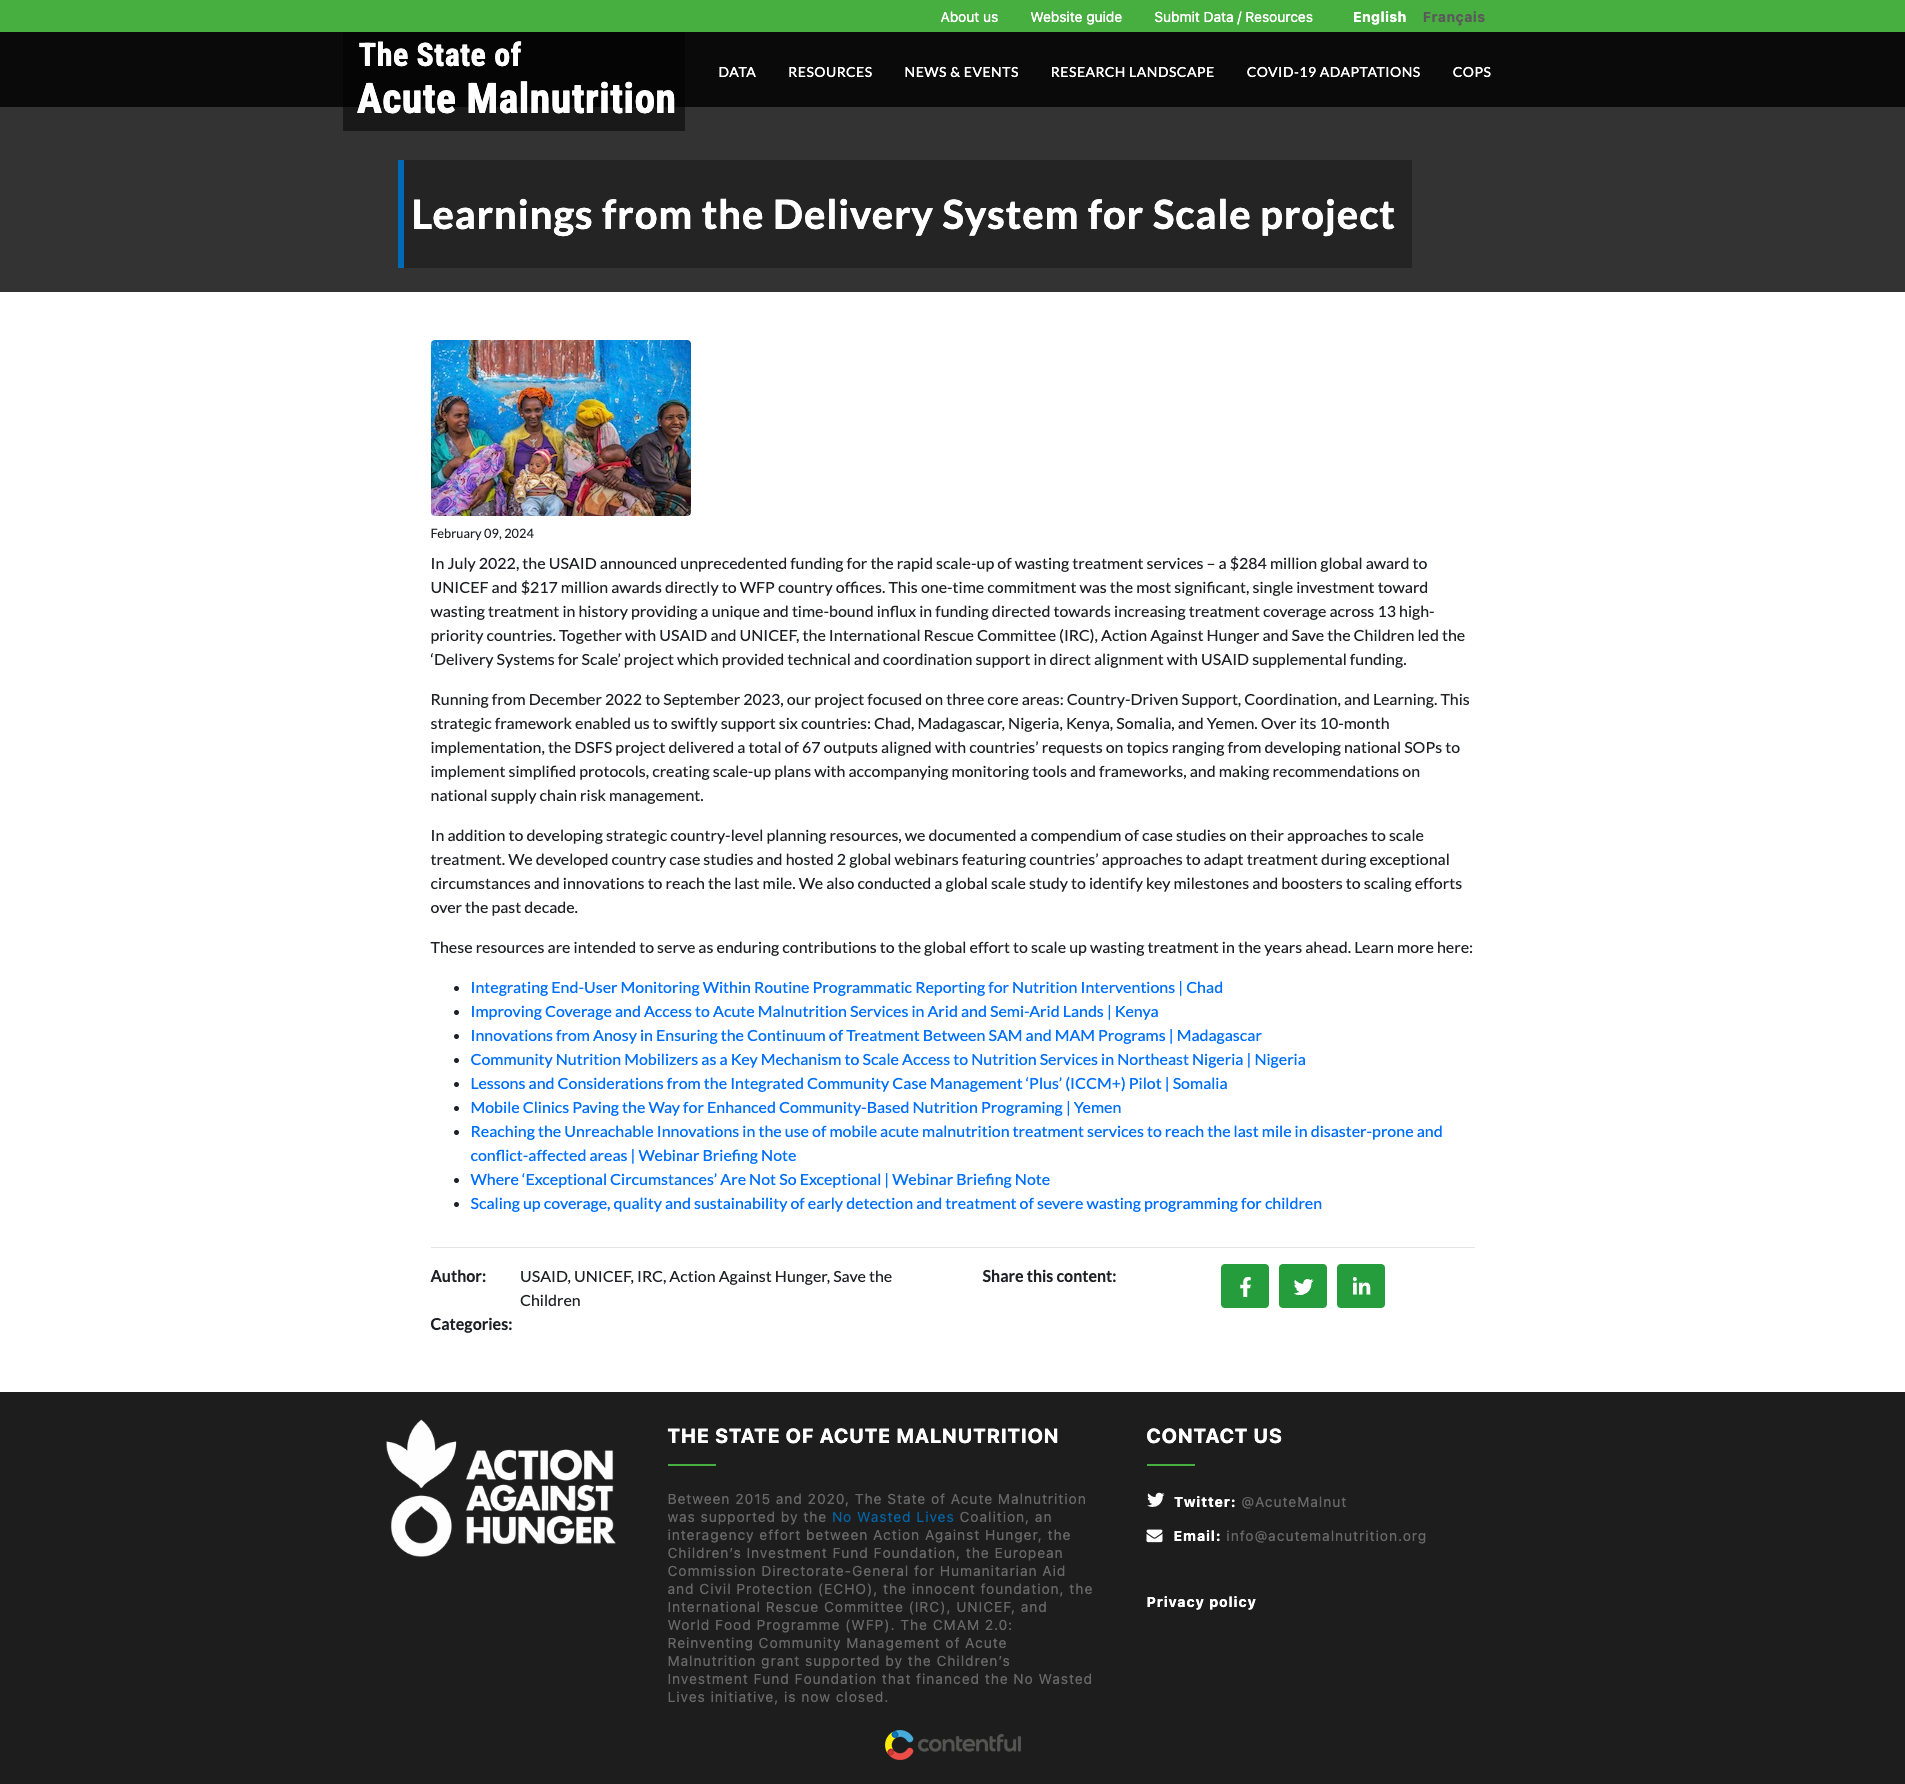 About us Website guide Submit Data / Resources English Français
The State of
Acute Malnutrition
DATA RESOURCES NEWS & EVENTS RESEARCH LANDSCAPE COVID-19 ADAPTATIONS COPS
Learnings from the Delivery System for Scale project
February 09, 2024
In July 2022, the USAID announced unprecedented funding for the rapid scale-up of wasting treatment services – a $284 million global award to
UNICEF and $217 million awards directly to WFP country offices. This one-time commitment was the most significant, single investment toward
wasting treatment in history providing a unique and time-bound influx in funding directed towards increasing treatment coverage across 13 high-
priority countries. Together with USAID and UNICEF, the International Rescue Committee (IRC), Action Against Hunger and Save the Children led the
‘Delivery Systems for Scale’ project which provided technical and coordination support in direct alignment with USAID supplemental funding.
Running from December 2022 to September 2023, our project focused on three core areas: Country-Driven Support, Coordination, and Learning. This
strategic framework enabled us to swiftly support six countries: Chad, Madagascar, Nigeria, Kenya, Somalia, and Yemen. Over its 10-month
implementation, the DSFS project delivered a total of 67 outputs aligned with countries’ requests on topics ranging from developing national SOPs to
implement simplified protocols, creating scale-up plans with accompanying monitoring tools and frameworks, and making recommendations on
national supply chain risk management.
In addition to developing strategic country-level planning resources, we documented a compendium of case studies on their approaches to scale
treatment. We developed country case studies and hosted 2 global webinars featuring countries’ approaches to adapt treatment during exceptional
circumstances and innovations to reach the last mile. We also conducted a global scale study to identify key milestones and boosters to scaling efforts
over the past decade.
These resources are intended to serve as enduring contributions to the global effort to scale up wasting treatment in the years ahead. Learn more here:
• Integrating End-User Monitoring Within Routine Programmatic Reporting for Nutrition Interventions | Chad
• Improving Coverage and Access to Acute Malnutrition Services in Arid and Semi-Arid Lands | Kenya
• Innovations from Anosy in Ensuring the Continuum of Treatment Between SAM and MAM Programs | Madagascar
• Community Nutrition Mobilizers as a Key Mechanism to Scale Access to Nutrition Services in Northeast Nigeria | Nigeria
• Lessons and Considerations from the Integrated Community Case Management ‘Plus’ (ICCM+) Pilot | Somalia
• Mobile Clinics Paving the Way for Enhanced Community-Based Nutrition Programing | Yemen
• Reaching the Unreachable Innovations in the use of mobile acute malnutrition treatment services to reach the last mile in disaster-prone and
conflict-affected areas | Webinar Briefing Note
• Where ‘Exceptional Circumstances’ Are Not So Exceptional | Webinar Briefing Note
• Scaling up coverage, quality and sustainability of early detection and treatment of severe wasting programming for children
Author: USAID, UNICEF, IRC, Action Against Hunger, Save the
Children
Categories:
Share this content:
ACTION
AGAINST
HUNGER
THE STATE OF ACUTE MALNUTRITION
Between 2015 and 2020, The State of Acute Malnutrition
was supported by the No Wasted Lives Coalition, an
interagency effort between Action Against Hunger, the
Children’s Investment Fund Foundation, the European
Commission Directorate-General for Humanitarian Aid
and Civil Protection (ECHO), the innocent foundation, the
International Rescue Committee (IRC), UNICEF, and
World Food Programme (WFP). The CMAM 2.0:
Reinventing Community Management of Acute
Malnutrition grant supported by the Children’s
Investment Fund Foundation that financed the No Wasted
Lives initiative, is now closed.
CONTACT US
Twitter: @AcuteMalnut
Email: info@acutemalnutrition.org
Privacy policy
contentful